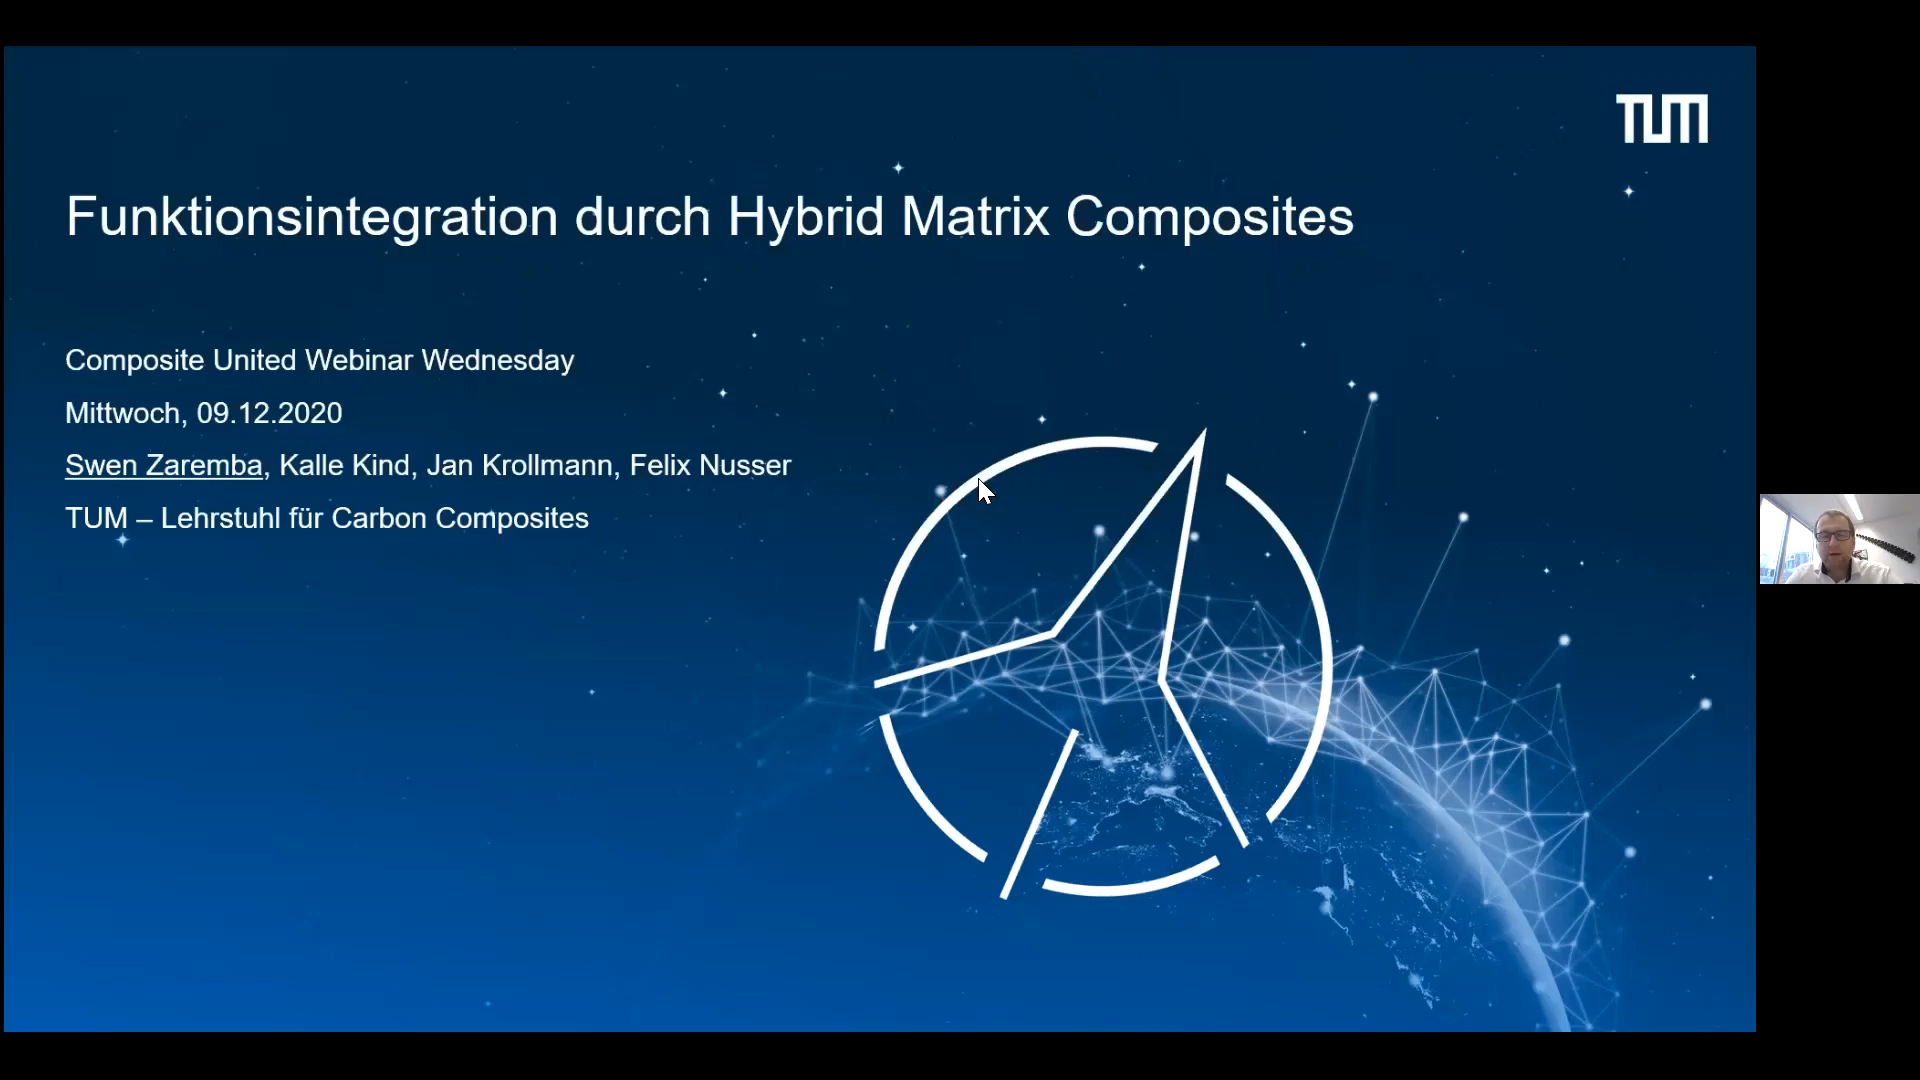 TUM
Funktionsintegration durch Hybrid Matrix Composites
Composite United Webinar Wednesday
Mittwoch, 09.12.2020
Swen Zaremba, Kalle Kind, Jan Krollmann, Felix Nusser
TUM – Lehrstuhl für Carbon Composites